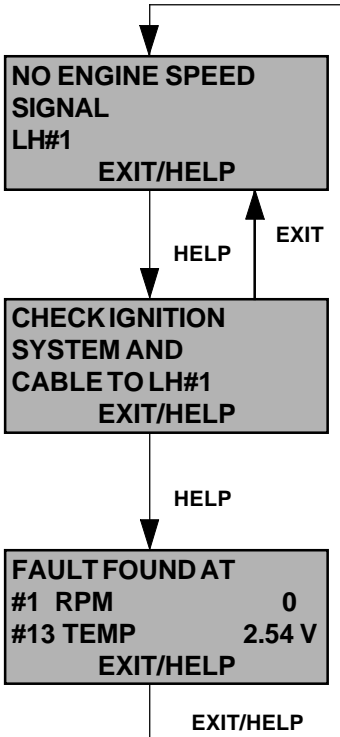 NO ENGINE SPEED
SIGNAL
LH#1
EXIT/HELP
HELP
EXIT
CHECK IGNITION
SYSTEM AND
CABLE TO LH#1
EXIT/HELP
HELP
FAULT FOUND AT
#1 RPM 0
#13 TEMP 2.54 V
EXIT/HELP
EXIT/HELP